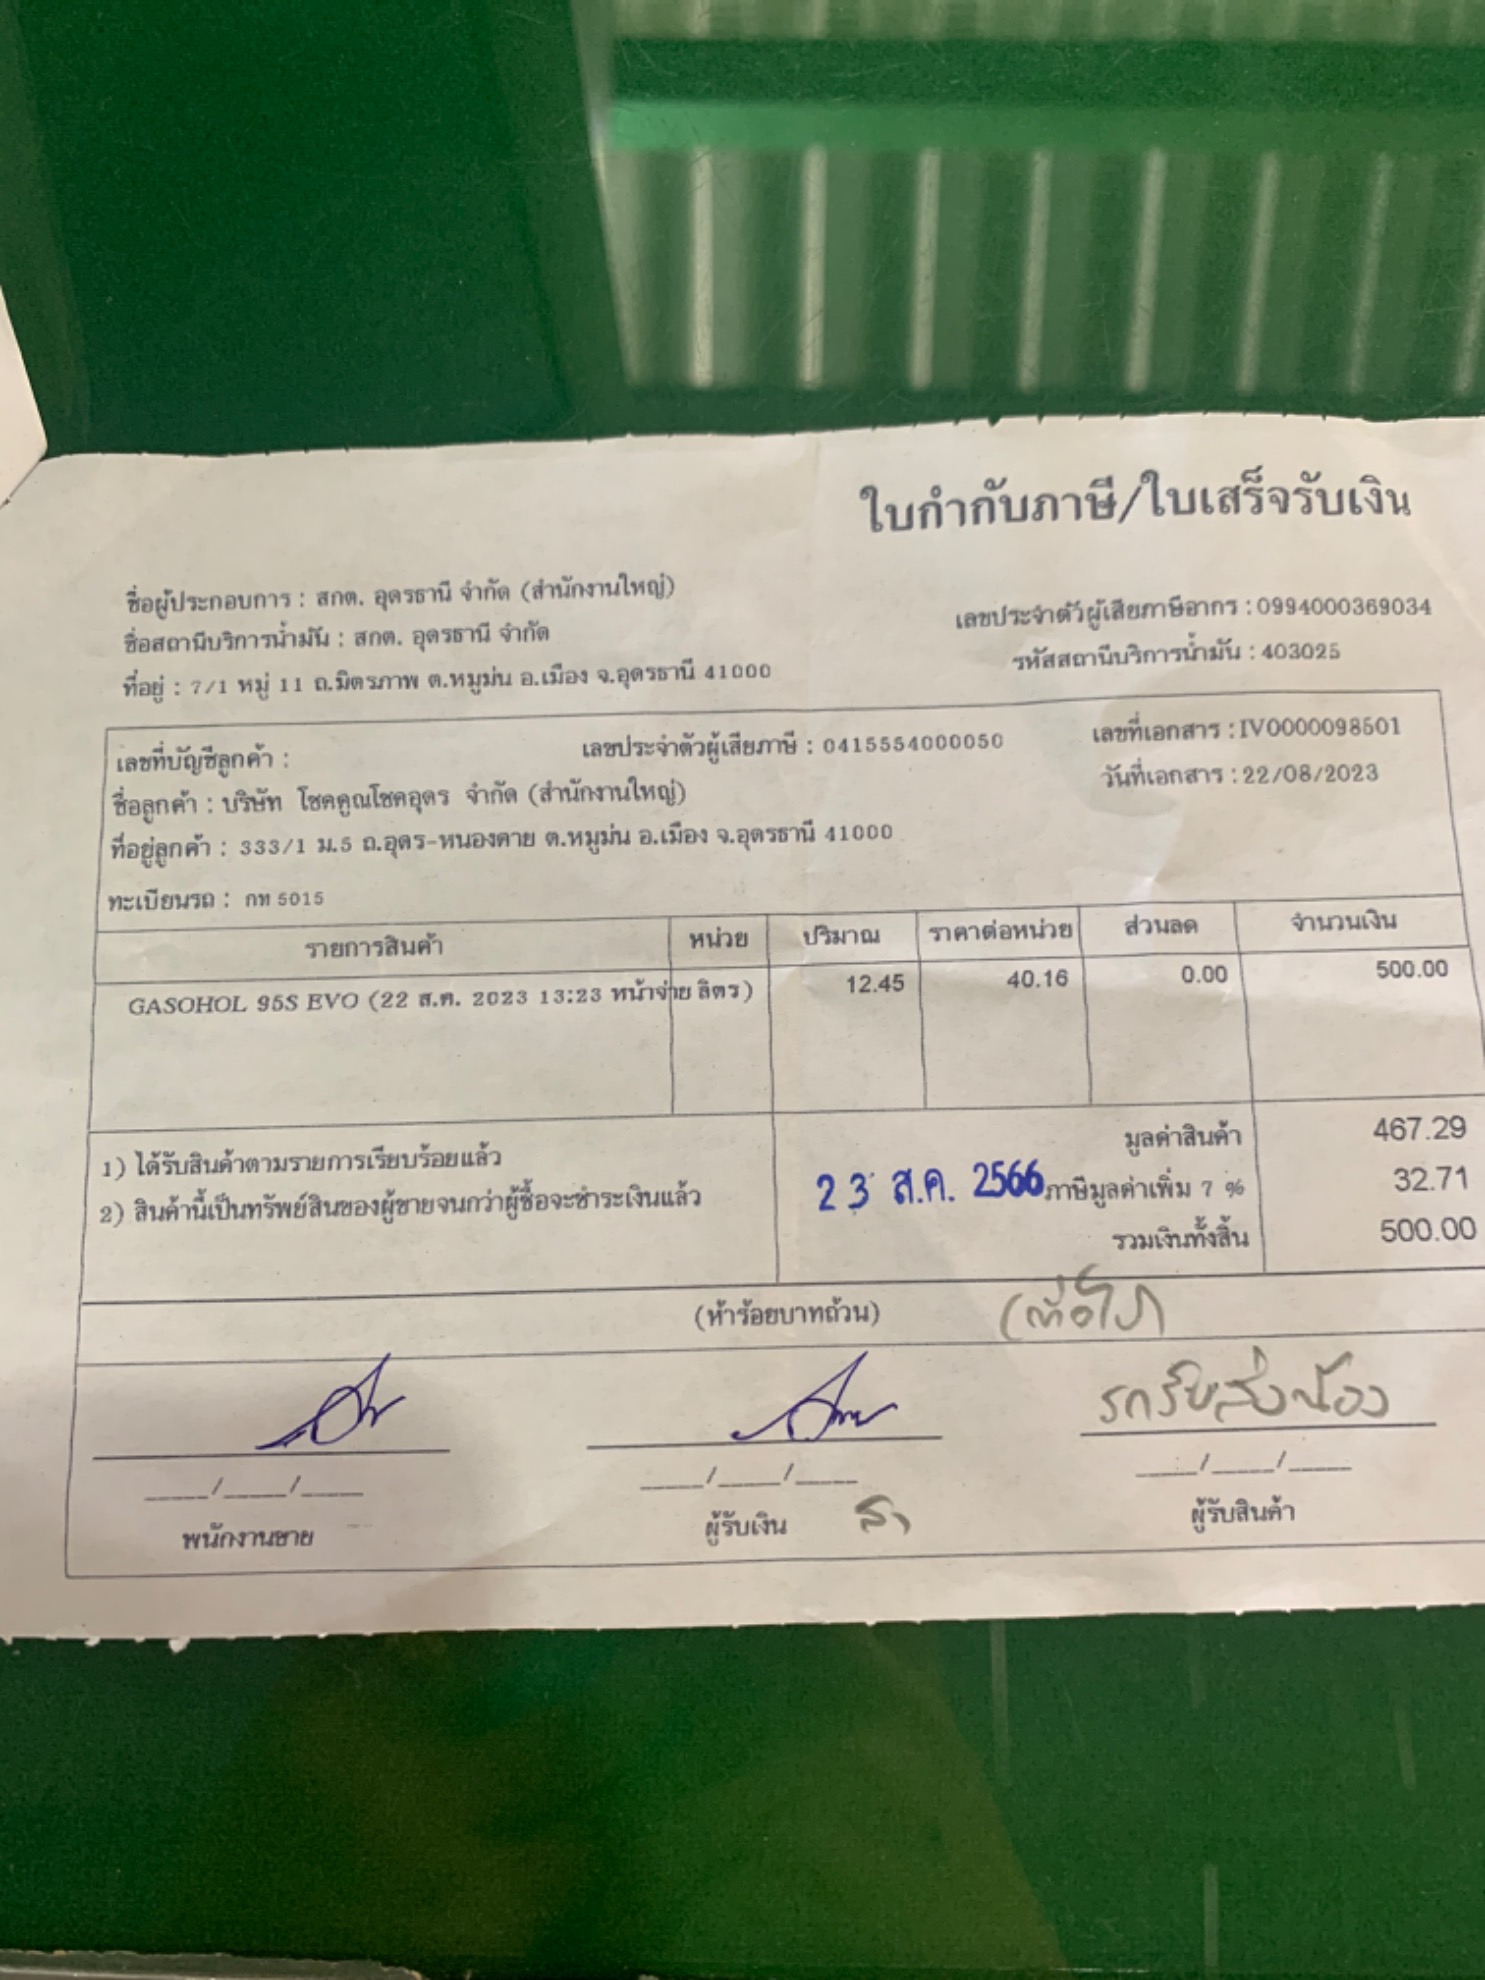 ใบกำกับภาษี/ใบเสร็จรับเงิน
ชื่อผู้ประกอบการ : สกต. อุดรธานี จำกัด (สำนักงานใหญ่)
เลขประจำตัวผู้เสียภาษีอากร : 0994000369034
ชื่อสถานีบริการน้ำมัน : สกต. อุดรธานี จำกัด
รหัสสถานีบริการน้ำมัน : 403025
ที่อยู่ : 7/1 หมู่ 11 ถ.มิตรภาพ ต.หมูม่น อ.เมือง จ.อุดรธานี 41000
เลขที่บัญชีลูกค้า : เลขประจำตัวผู้เสียภาษี : 0415554000050 เลขที่เอกสาร : IV0000098501
ชื่อลูกค้า : บริษัท โชคคูณโชคอุดร จำกัด (สำนักงานใหญ่) วันที่เอกสาร : 22/08/2023
ที่อยู่ลูกค้า : 333/1 ม.5 ถ.อุดร-หนองคาย ต.หมูม่น อ.เมือง จ.อุดรธานี 41000
ทะเบียนรถ : กท 5015
รายการสินค้า หน่วย ปริมาณ ราคาต่อหน่วย ส่วนลด จำนวนเงิน
GASOHOL 95S EVO (22 ส.ค. 2023 13:23 หน้าจ่าย ลิตร) 12.45 40.16 0.00 500.00
มูลค่าสินค้า 467.29
1) ได้รับสินค้าตามรายการเรียบร้อยแล้ว
23 ส.ค. 2566 ภาษีมูลค่าเพิ่ม 7 % 32.71
2) สินค้านี้เป็นทรัพย์สินของผู้ขายจนกว่าผู้ซื้อจะชำระเงินแล้ว
รวมเงินทั้งสิ้น 500.00
(ห้าร้อยบาทถ้วน)
รถรับส่งน้อง
____/____/____ ____/____/____ ____/____/____
พนักงานขาย ผู้รับเงิน ผู้รับสินค้า